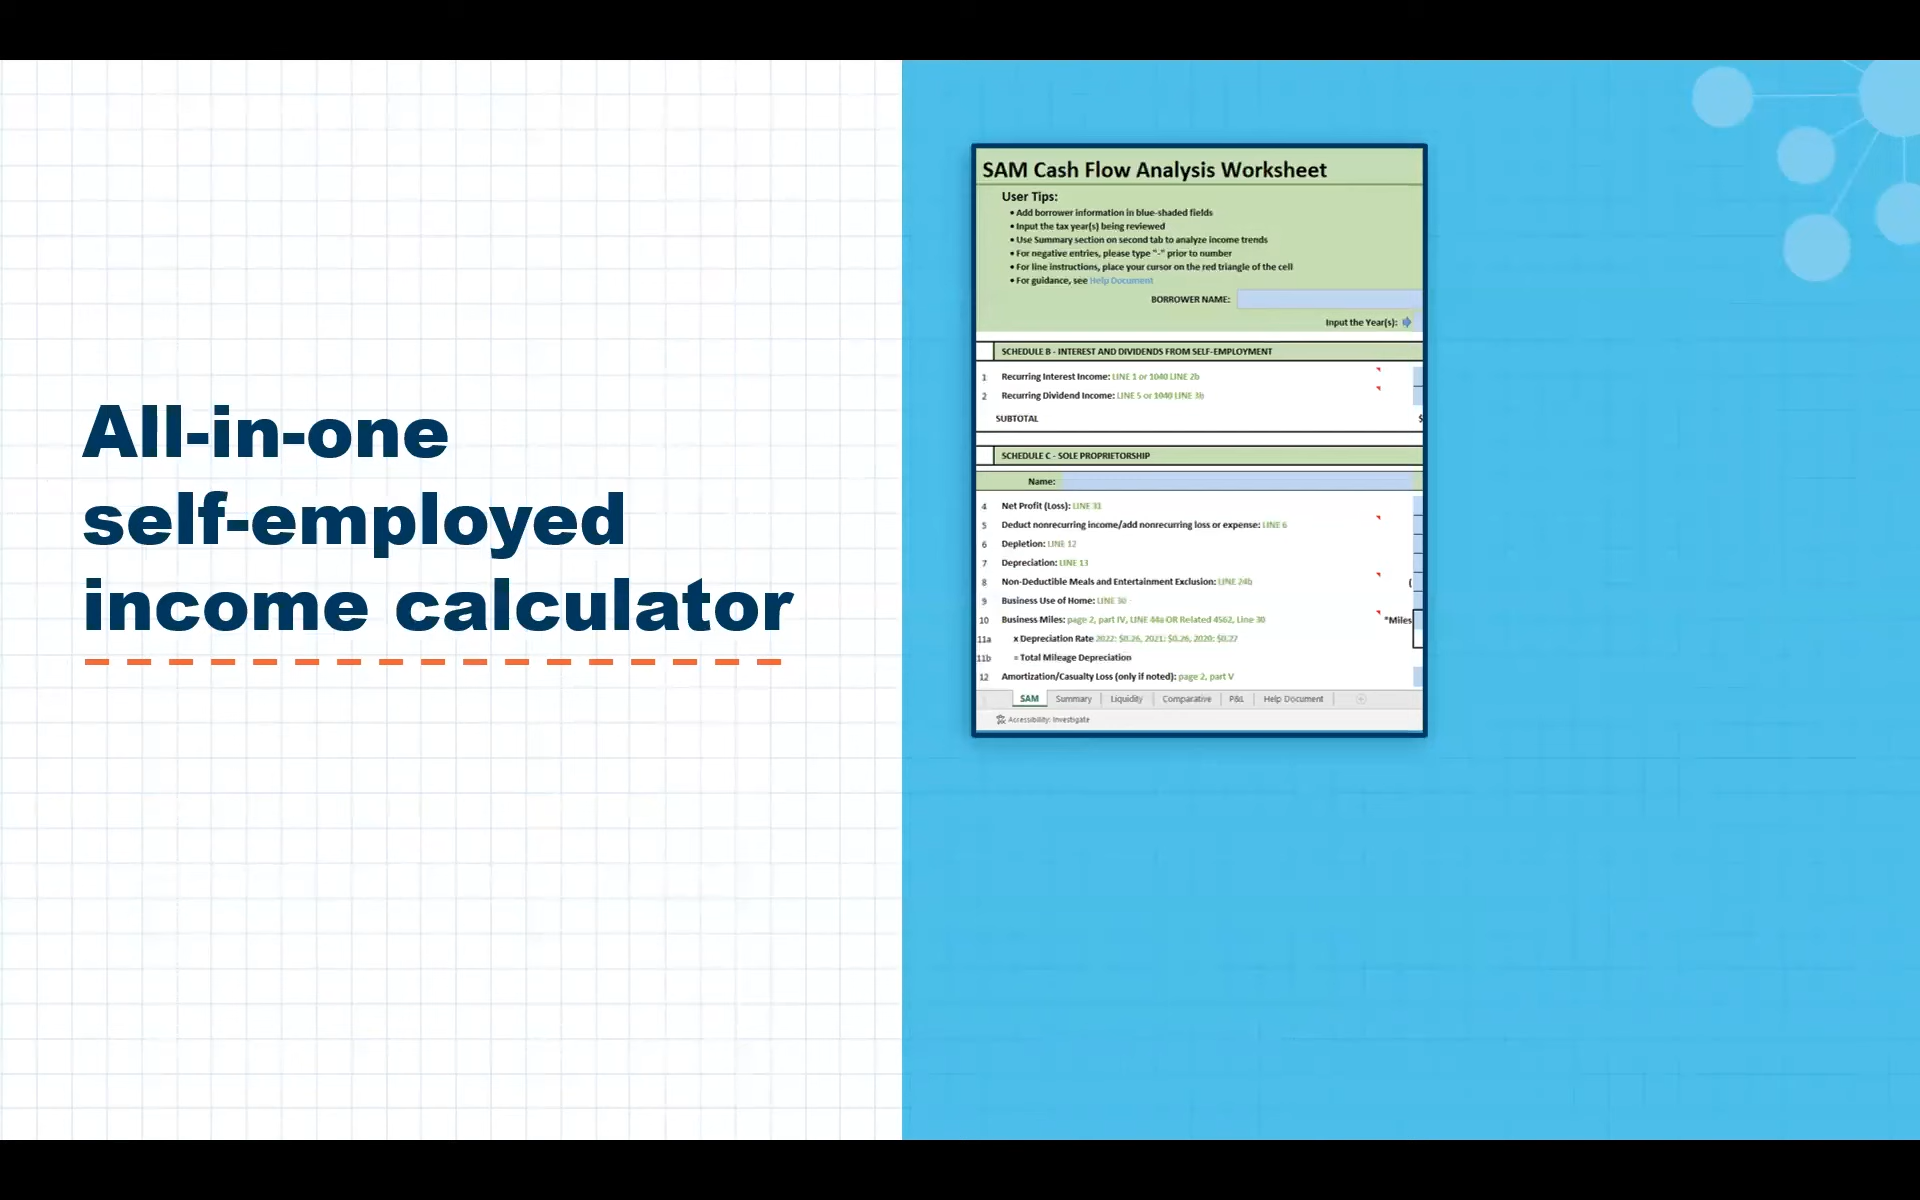 All-in-one
self-employed
income calculator
SAM Cash Flow Analysis Worksheet
User Tips:
• Add borrower information in blue-shaded fields
• Input the tax year(s) being reviewed
• Use Summary section on second tab to analyze income trends
• For negative entries, please type "-" prior to number
• For line instructions, place your cursor on the red triangle of the cell
• For guidance, see Help Document
BORROWER NAME:
Input the Year(s):
SCHEDULE B - INTEREST AND DIVIDENDS FROM SELF-EMPLOYMENT
1 Recurring Interest Income: LINE 1 or 1040 LINE 2b
2 Recurring Dividend Income: LINE 5 or 1040 LINE 3b
SUBTOTAL $
SCHEDULE C - SOLE PROPRIETORSHIP
Name:
4 Net Profit (Loss): LINE 31
5 Deduct nonrecurring income/add nonrecurring loss or expense: LINE 6
6 Depletion: LINE 12
7 Depreciation: LINE 13
8 Non-Deductible Meals and Entertainment Exclusion: LINE 24b (
9 Business Use of Home: LINE 30
10 Business Miles: page 2, part IV, LINE 44a OR Related 4562, Line 30 *Miles
11a x Depreciation Rate 2022: $0.26, 2021: $0.26, 2020: $0.27
11b = Total Mileage Depreciation
12 Amortization/Casualty Loss (only if noted): page 2, part V
SAM Summary Liquidity Comparative P&L Help Document
Accessibility: Investigate